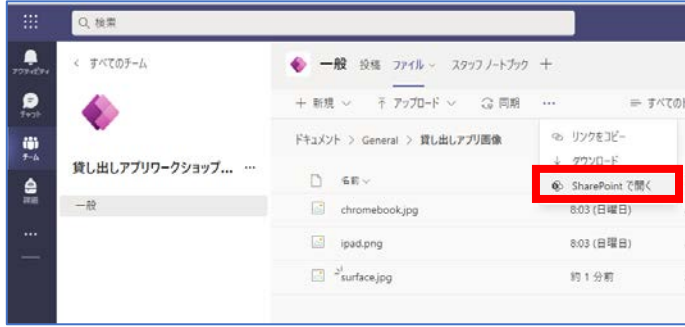 検索
アクティビティ
チャット
チーム
課題
< すべてのチーム
貸し出しアプリワークショップ... ...
一般
一般 投稿 ファイル スタッフ ノートブック +
+ 新規 アップロード 同期 ... すべての
ドキュメント > General > 貸し出しアプリ画像
リンクをコピー
ダウンロード
SharePoint で開く
名前
chromebook.jpg 8:03 (日曜日)
ipad.png 8:03 (日曜日)
surface.jpg 約 1 分前